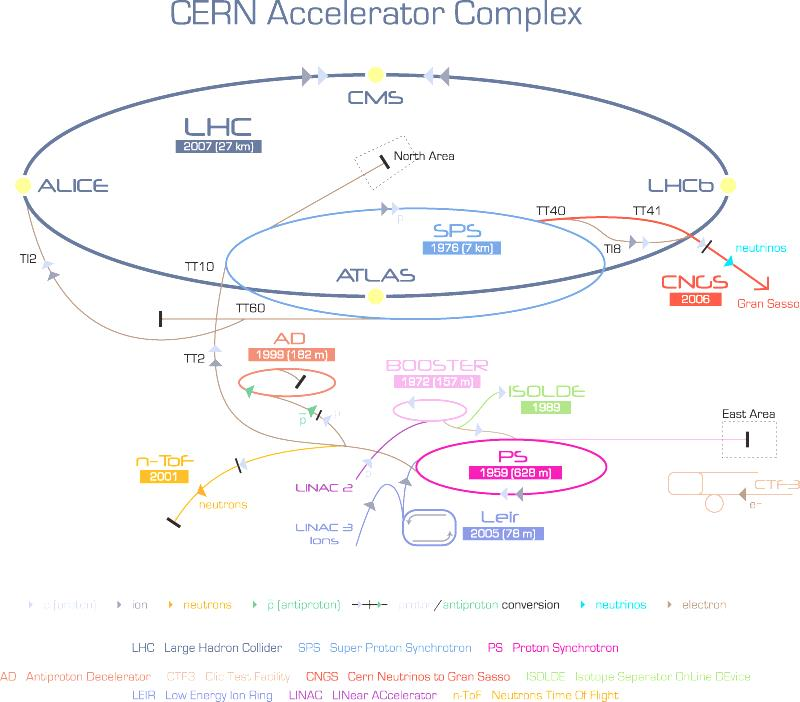 CERN Accelerator Complex
CMS
LHC
2007 (27 km)
North Area
ALICE
LHCb
TT40
TT41
p
SPS
1976 (7 km)
TI8
neutrinos
TI2
TT10
ATLAS
CNGS
2006
Gran Sasso
TT60
AD
1999 (182 m)
TT2
BOOSTER
1972 (157 m)
ISOLDE
1989
p
East Area
n-ToF
2001
PS
1959 (628 m)
LINAC 2
neutrons
CTF3
e-
LINAC 3
Ions
Leir
2005 (78 m)
p (proton) ion neutrons p̄ (antiproton) proton/antiproton conversion neutrinos electron
LHC Large Hadron Collider SPS Super Proton Synchrotron PS Proton Synchrotron
AD Antiproton Decelerator CTF3 Clic Test Facility CNGS Cern Neutrinos to Gran Sasso ISOLDE Isotope Separator OnLine DEvice
LEIR Low Energy Ion Ring LINAC LINear ACcelerator n-ToF Neutrons Time Of Flight